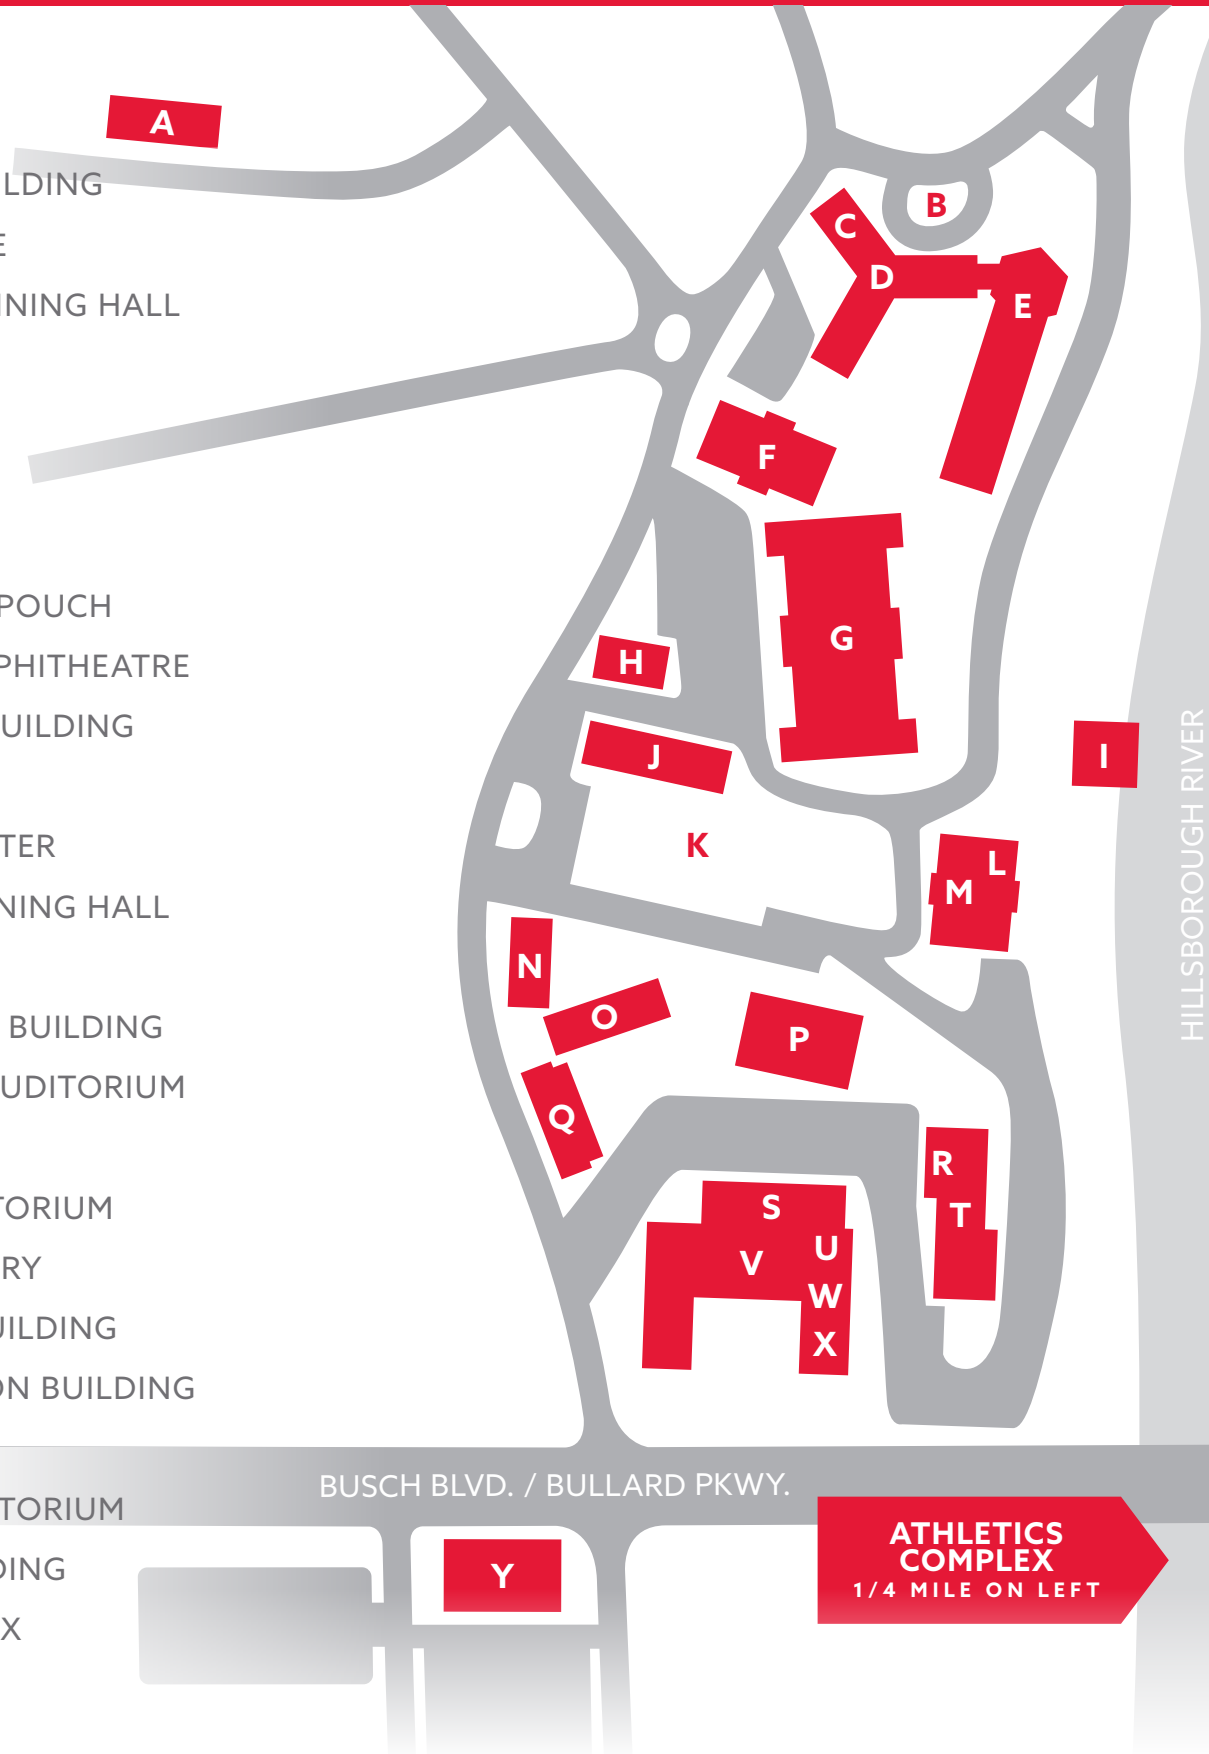 A
LDING
E
NING HALL
POUCH
PHITHEATRE
UILDING
TER
NING HALL
BUILDING
UDITORIUM
TORIUM
RY
UILDING
ON BUILDING
TORIUM
DING
X
B
C
D
E
F
G
H
I
J
K
L
M
N
O
P
Q
R
S
T
U
V
W
X
Y
HILLSBOROUGH RIVER
BUSCH BLVD. / BULLARD PKWY.
ATHLETICS
COMPLEX
1/4 MILE ON LEFT